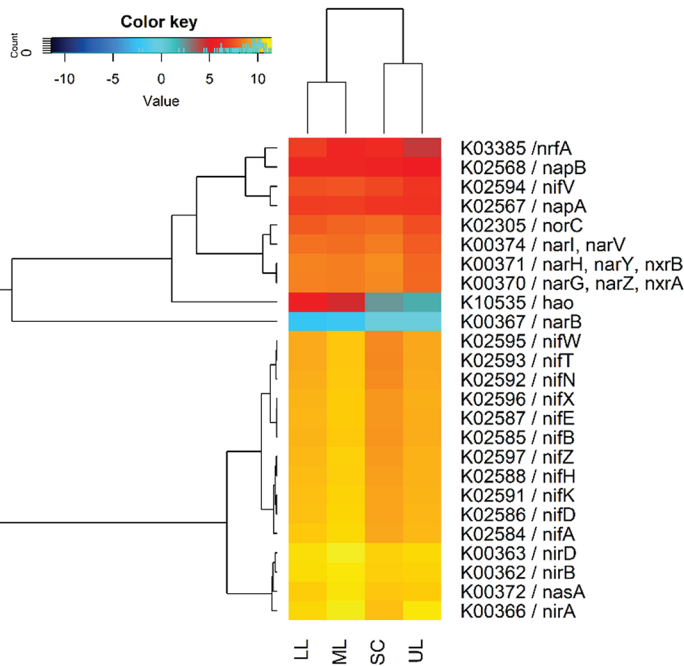 Color key
Count
0
-10 -5 0 5 10
Value
K03385 /nrfA
K02568 / napB
K02594 / nifV
K02567 / napA
K02305 / norC
K00374 / narI, narV
K00371 / narH, narY, nxrB
K00370 / narG, narZ, nxrA
K10535 / hao
K00367 / narB
K02595 / nifW
K02593 / nifT
K02592 / nifN
K02596 / nifX
K02587 / nifE
K02585 / nifB
K02597 / nifZ
K02588 / nifH
K02591 / nifK
K02586 / nifD
K02584 / nifA
K00363 / nirD
K00362 / nirB
K00372 / nasA
K00366 / nirA
LL ML SC UL